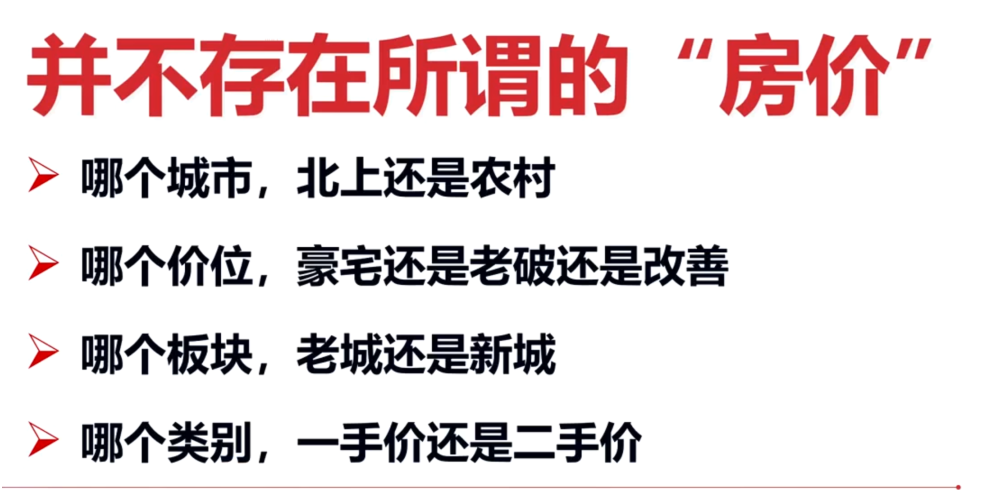 并不存在所谓的“房价”
哪个城市，北上还是农村
哪个价位，豪宅还是老破还是改善
哪个板块，老城还是新城
哪个类别，一手价还是二手价